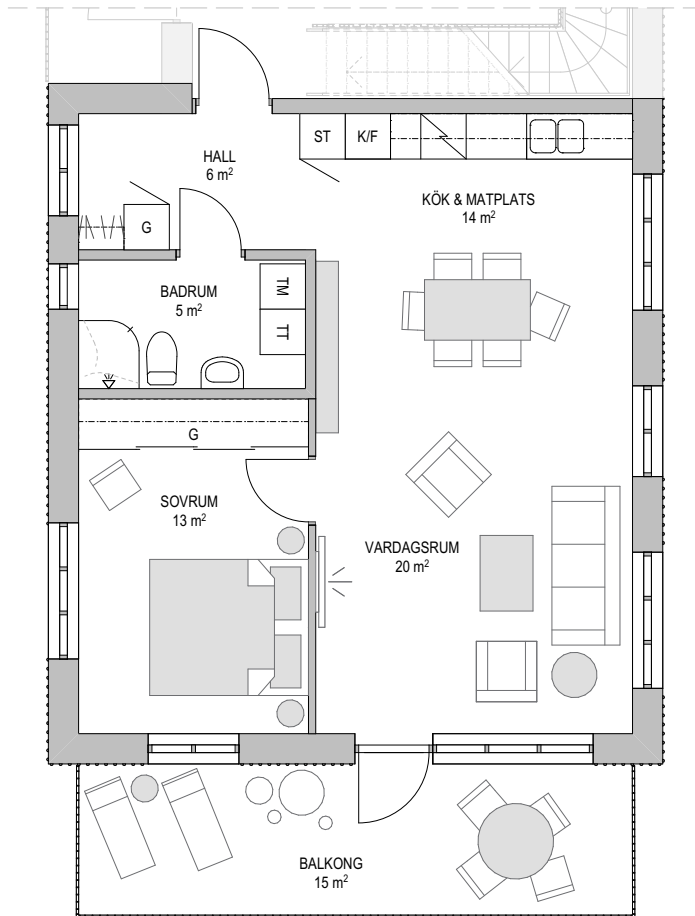 ST
K/F
HALL
6 m²
KÖK & MATPLATS
14 m²
G
BADRUM
5 m²
TM
TT
G
SOVRUM
13 m²
VARDAGSRUM
20 m²
BALKONG
15 m²